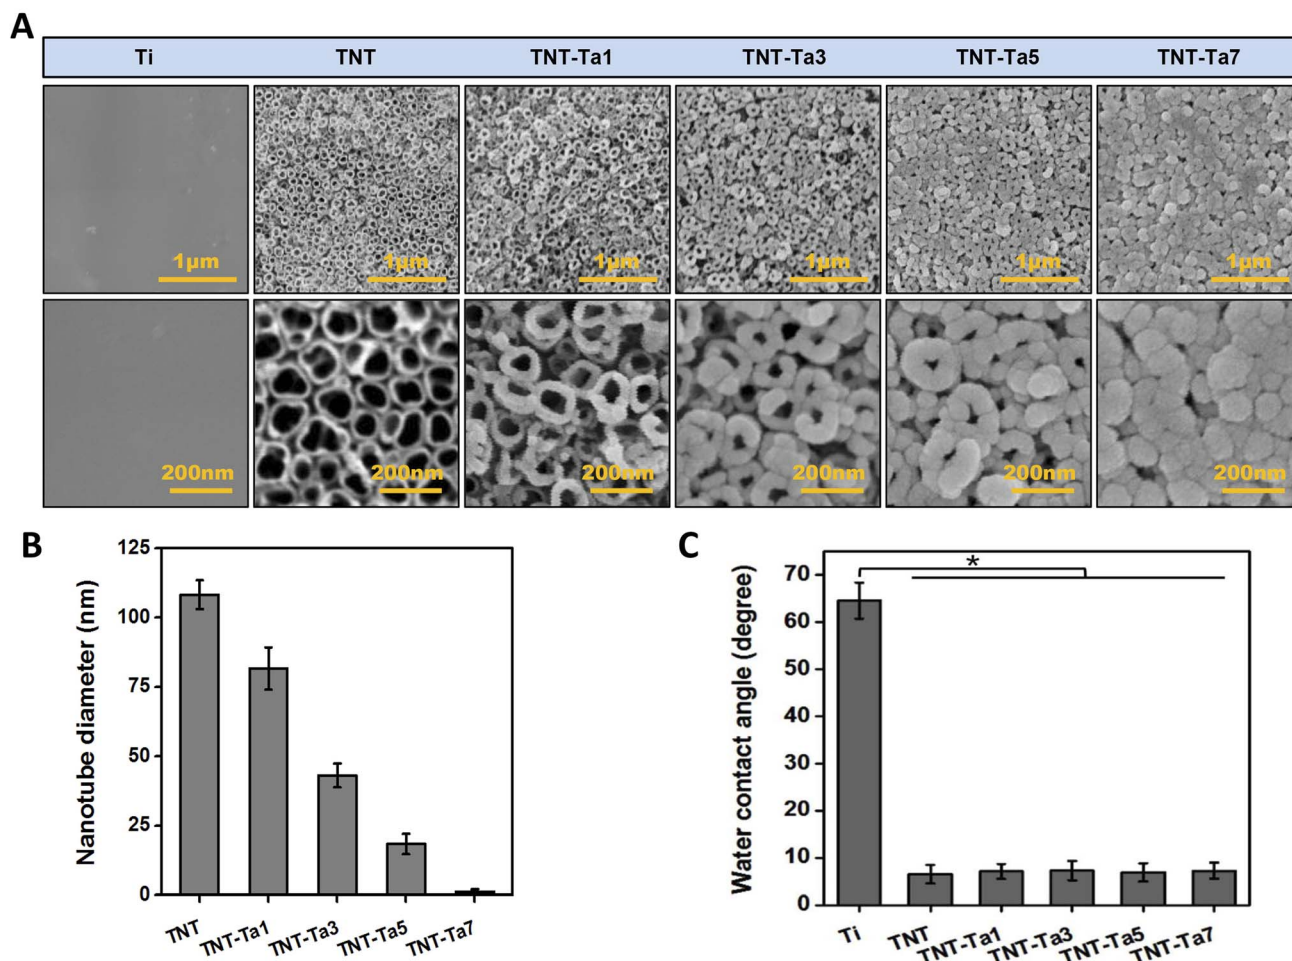 A
Ti TNT TNT-Ta1 TNT-Ta3 TNT-Ta5 TNT-Ta7
1μm 1μm 1μm 1μm 1μm 1μm
200nm 200nm 200nm 200nm 200nm 200nm
B
Nanotube diameter (nm)
125
100
75
50
25
0
TNT TNT-Ta1 TNT-Ta3 TNT-Ta5 TNT-Ta7
C
Water contact angle (degree)
70
60
50
40
30
20
10
0
*
Ti TNT TNT-Ta1 TNT-Ta3 TNT-Ta5 TNT-Ta7